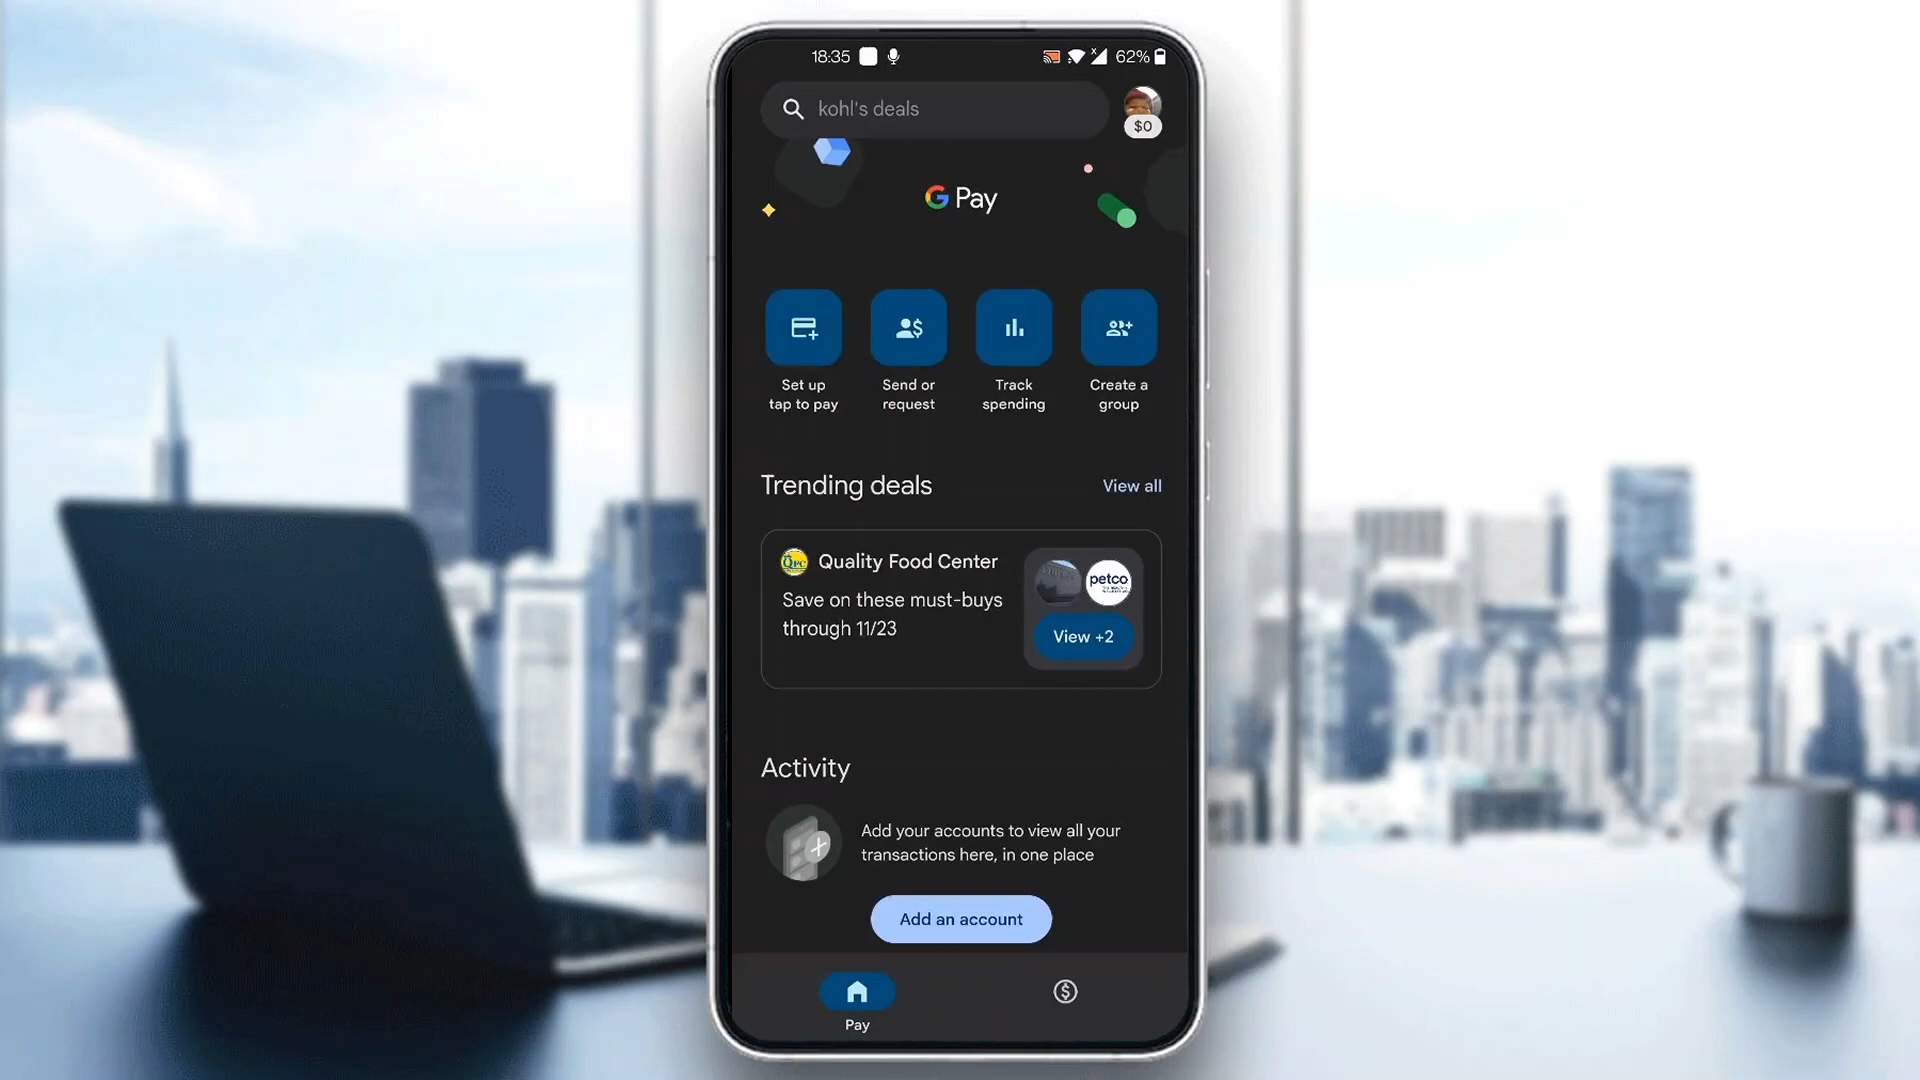 18:35
62%
kohl's deals
$0
G Pay
Set up
tap to pay
Send or
request
Track
spending
Create a
group
Trending deals
View all
Quality Food Center
Save on these must-buys
through 11/23
petco
View +2
Activity
Add your accounts to view all your
transactions here, in one place
Add an account
Pay